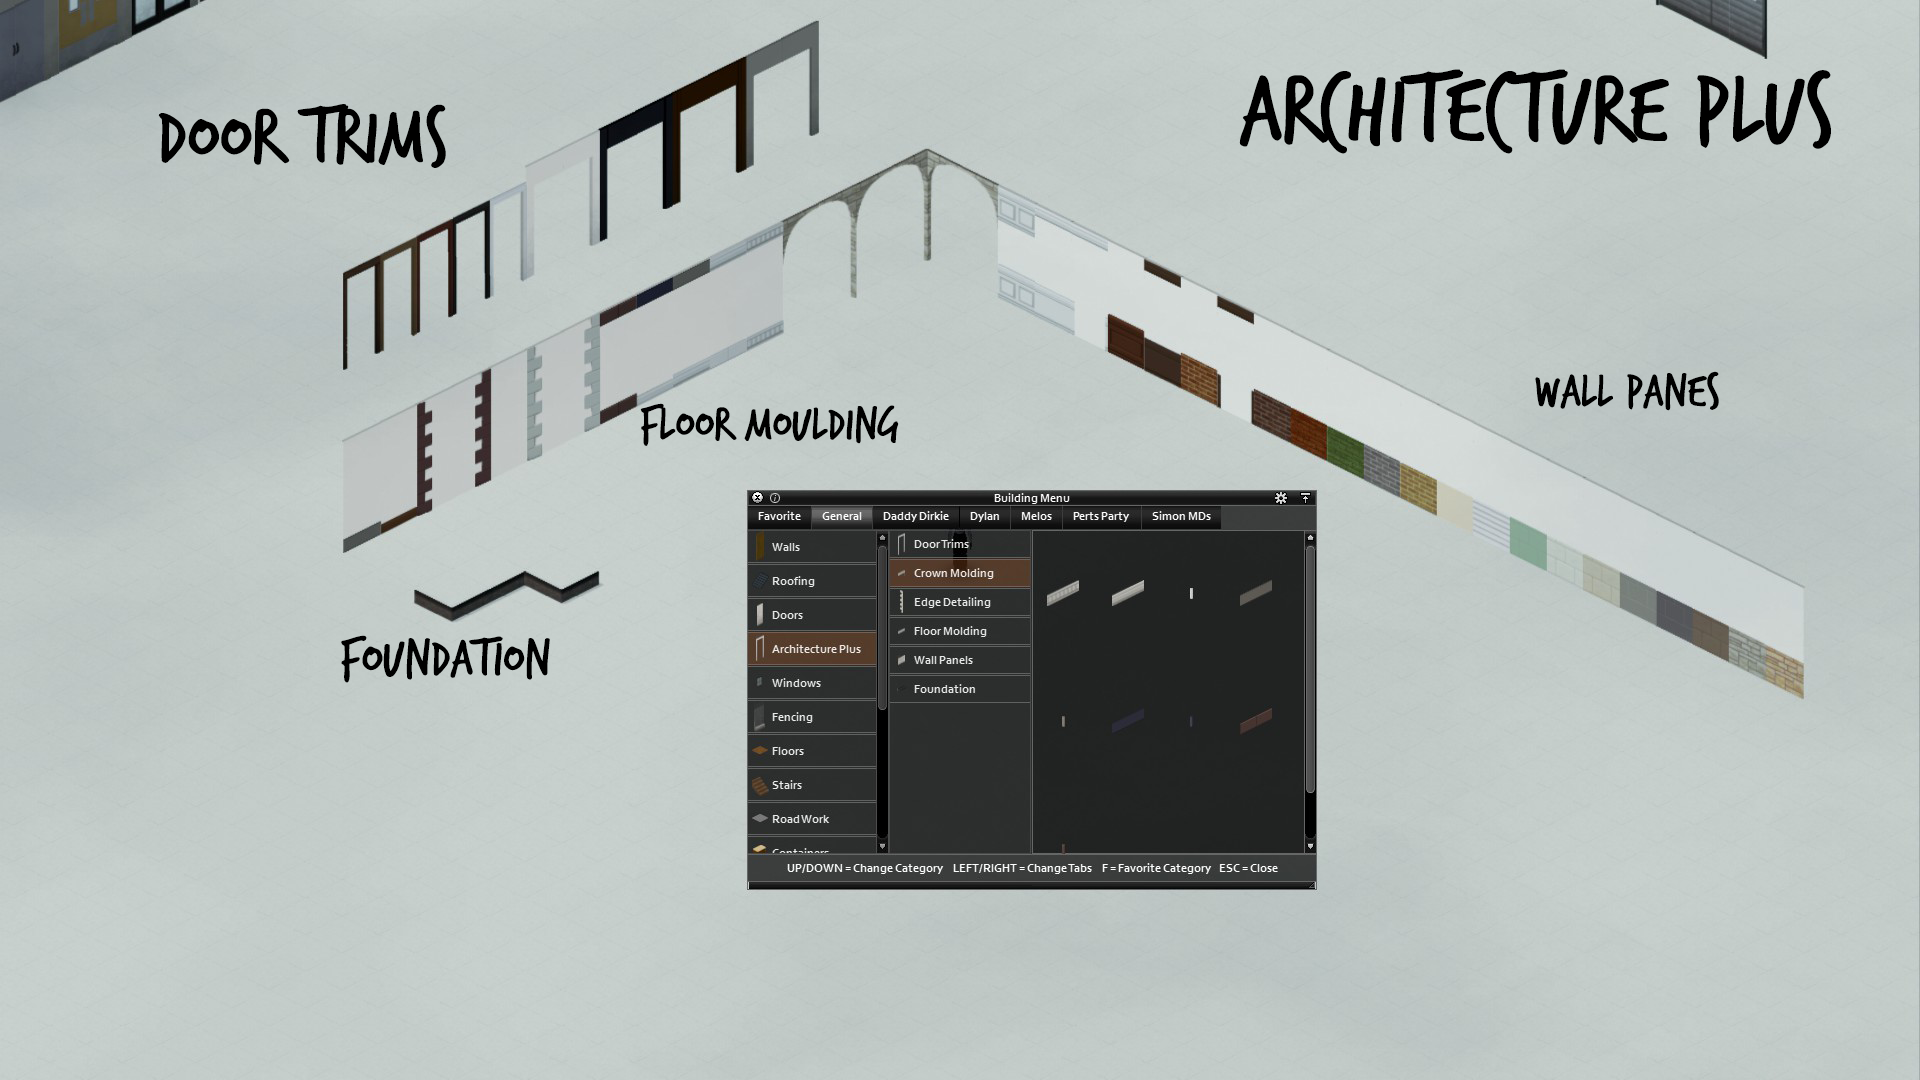 DOOR TRIMS
ARCHITECTURE PLUS
WALL PANES
FLOOR MOULDING
FOUNDATION
Building Menu
Favorite General Daddy Dirkie Dylan Melos Perts Party Simon MDs
Walls
Roofing
Doors
Architecture Plus
Windows
Fencing
Floors
Stairs
Road Work
Containers
Door Trims
Crown Molding
Edge Detailing
Floor Molding
Wall Panels
Foundation
UP/DOWN = Change Category LEFT/RIGHT = Change Tabs F = Favorite Category ESC = Close